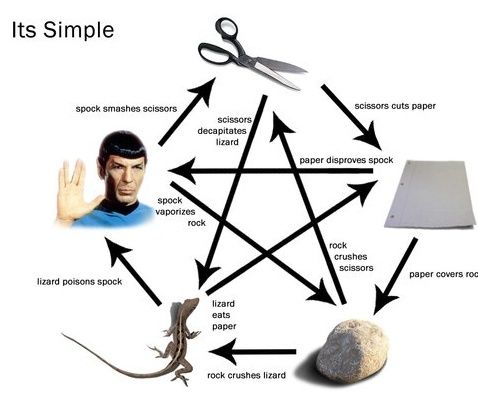 Its Simple
spock smashes scissors
scissors cuts paper
scissors
decapitates
lizard
paper disproves spock
spock
vaporizes
rock
rock
crushes
scissors
lizard poisons spock
paper covers roc
lizard
eats
paper
rock crushes lizard